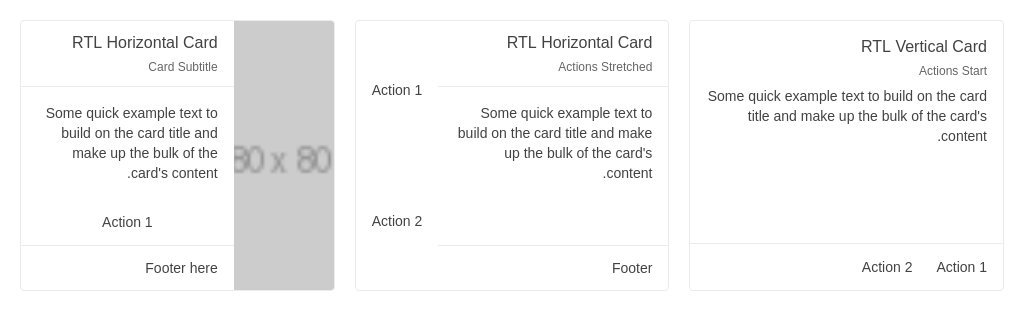 RTL Horizontal Card
Card Subtitle
Some quick example text to
build on the card title and
make up the bulk of the
.card's content
Action 1
Footer here
80 x 80
RTL Horizontal Card
Actions Stretched
Action 1
Some quick example text to
build on the card title and make
up the bulk of the card's
.content
Action 2
Footer
RTL Vertical Card
Actions Start
Some quick example text to build on the card
title and make up the bulk of the card's
.content
Action 2 Action 1